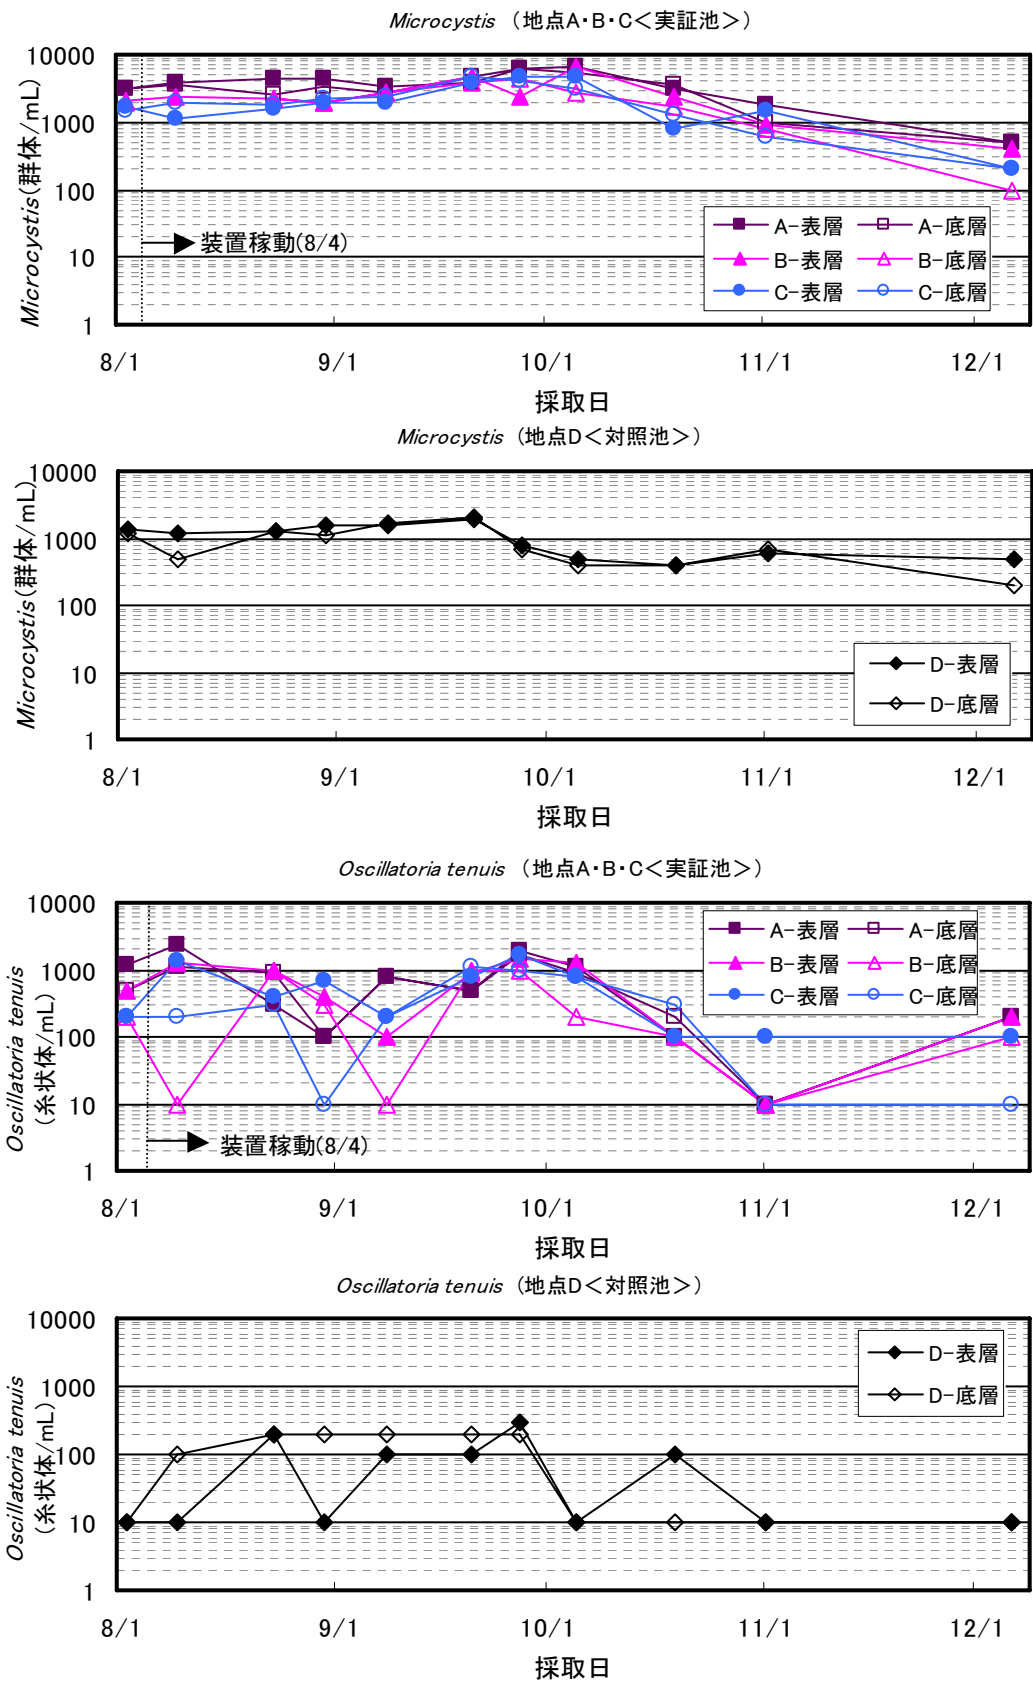 Microcystis （地点A・B・C＜実証池＞）
10000
1000
100
10
1
Microcystis(群体/mL)
装置稼動(8/4)
A-表層 A-底層
B-表層 B-底層
C-表層 C-底層
8/1 9/1 10/1 11/1 12/1
採取日
Microcystis （地点D＜対照池＞）
10000
1000
100
10
1
Microcystis(群体/mL)
D-表層
D-底層
8/1 9/1 10/1 11/1 12/1
採取日
Oscillatoria tenuis （地点A・B・C＜実証池＞）
10000
1000
100
10
1
Oscillatoria tenuis
（糸状体/mL）
A-表層 A-底層
B-表層 B-底層
C-表層 C-底層
装置稼動(8/4)
8/1 9/1 10/1 11/1 12/1
採取日
Oscillatoria tenuis （地点D＜対照池＞）
10000
1000
100
10
1
Oscillatoria tenuis
（糸状体/mL）
D-表層
D-底層
8/1 9/1 10/1 11/1 12/1
採取日